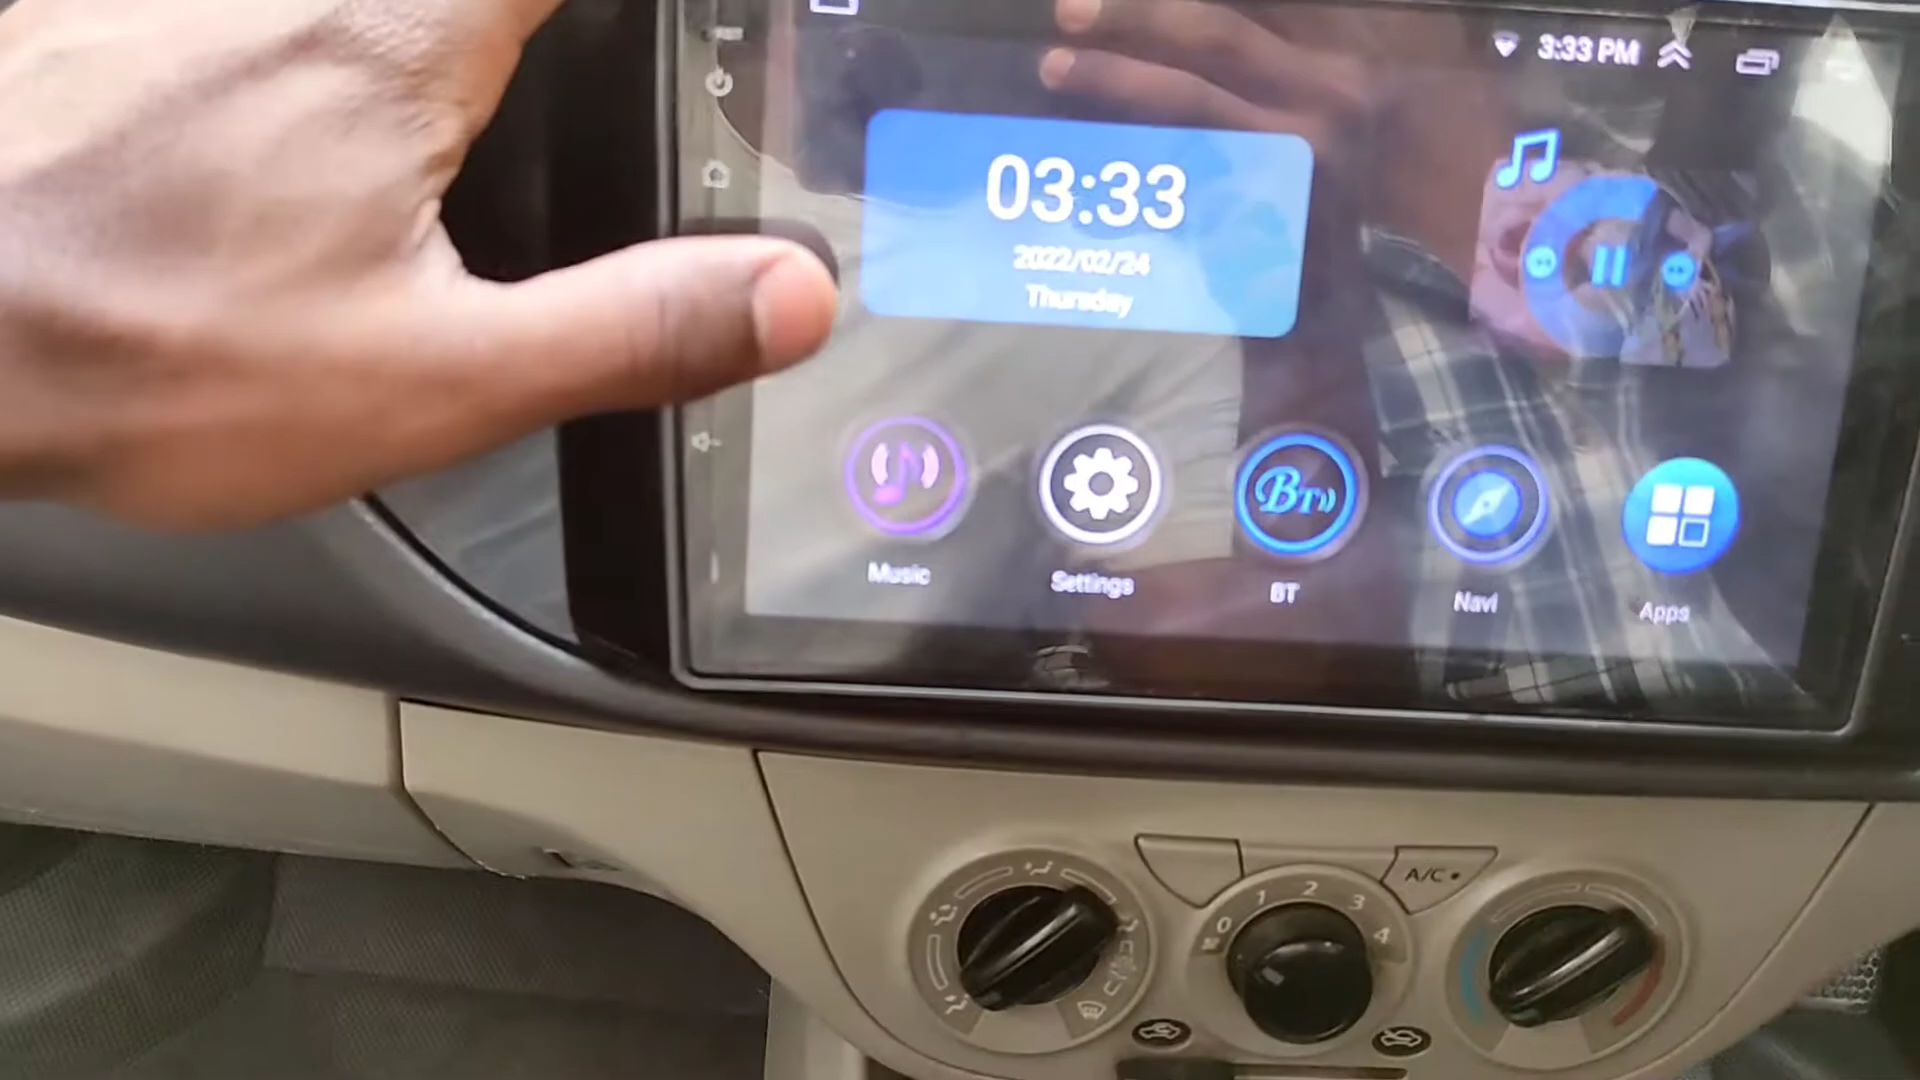 3:33 PM
03:33
2022/02/24
Thursday
Music
Settings
BT
BT
Navi
Apps
A/C
0 1 2 3 4